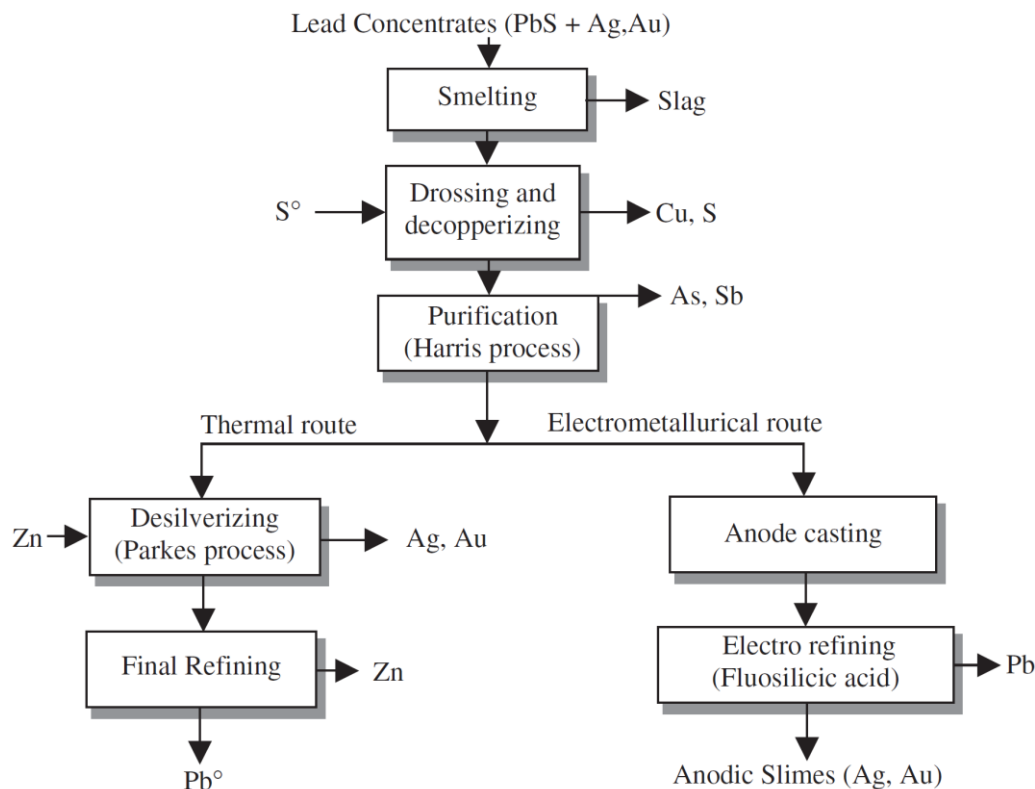 Lead Concentrates (PbS + Ag,Au)
Smelting
Slag
Drossing and
decopperizing
S°
Cu, S
As, Sb
Purification
(Harris process)
Thermal route
Electrometallurical route
Desilverizing
(Parkes process)
Zn
Ag, Au
Anode casting
Final Refining
Zn
Electro refining
(Fluosilicic acid)
Pb
Pb°
Anodic Slimes (Ag, Au)